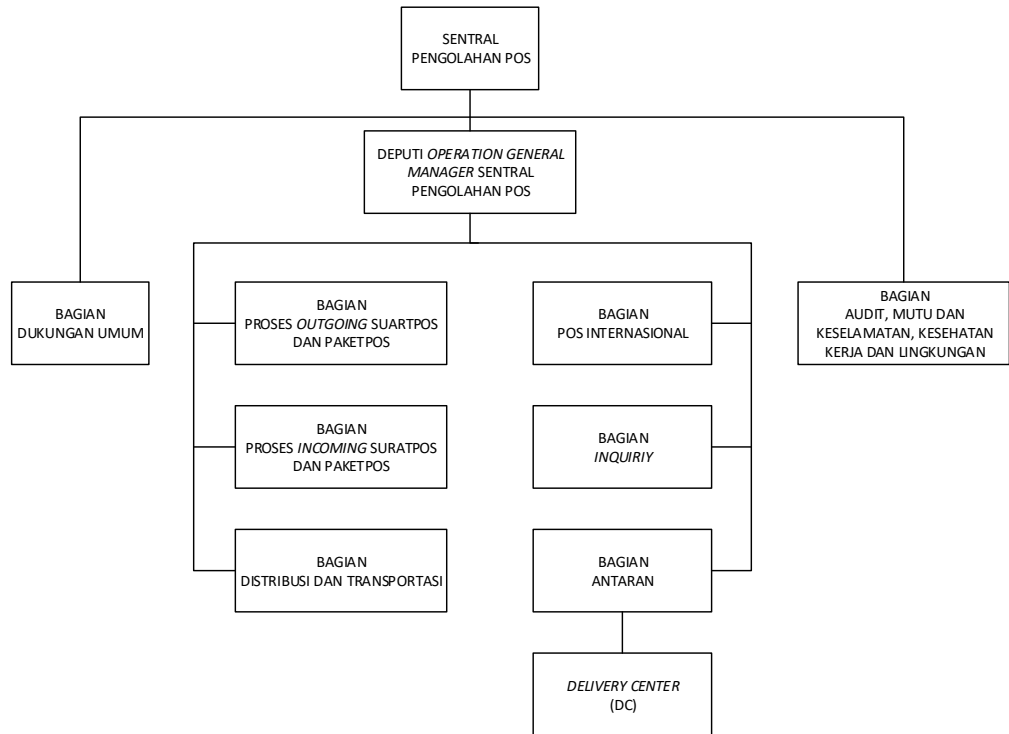 SENTRAL
PENGOLAHAN POS
DEPUTI OPERATION GENERAL
MANAGER SENTRAL
PENGOLAHAN POS
BAGIAN
DUKUNGAN UMUM
BAGIAN
PROSES OUTGOING SUARTPOS
DAN PAKETPOS
BAGIAN
POS INTERNASIONAL
BAGIAN
AUDIT, MUTU DAN
KESELAMATAN, KESEHATAN
KERJA DAN LINGKUNGAN
BAGIAN
PROSES INCOMING SURATPOS
DAN PAKETPOS
BAGIAN
INQUIRIY
BAGIAN
DISTRIBUSI DAN TRANSPORTASI
BAGIAN
ANTARAN
DELIVERY CENTER
(DC)